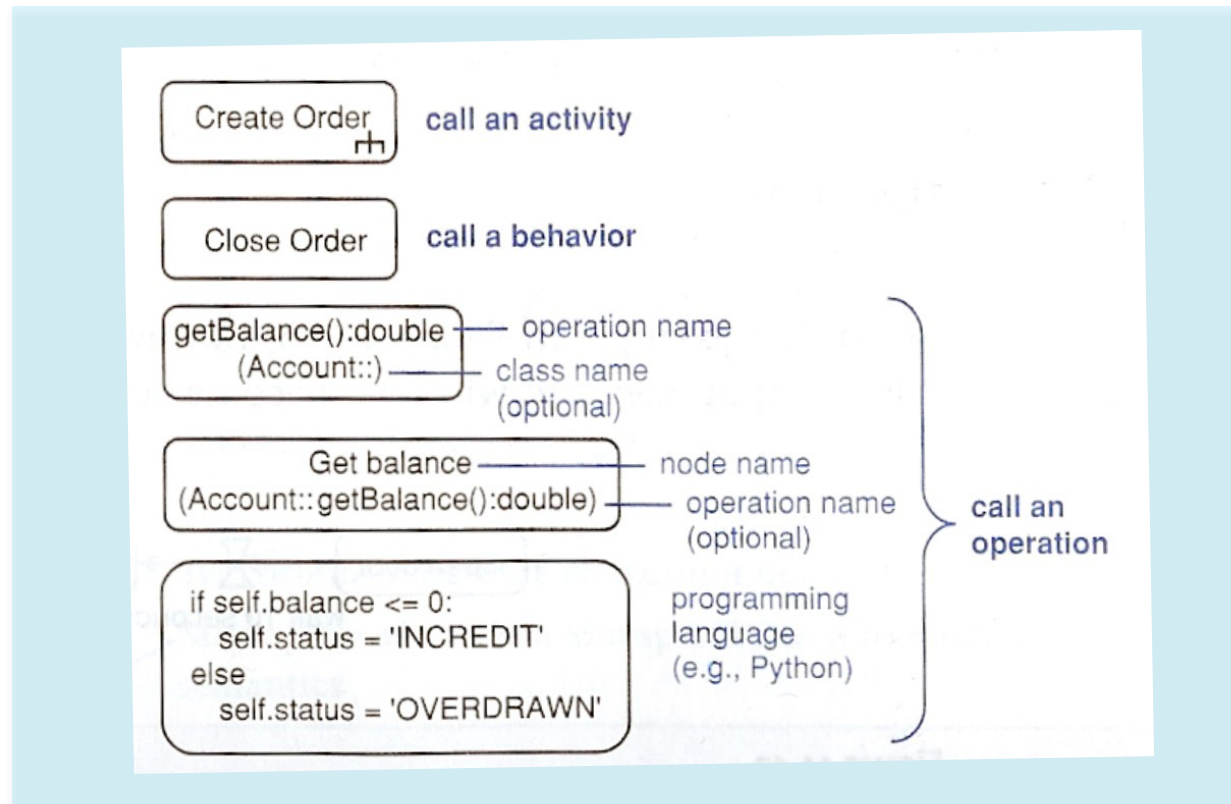 Create Order
call an activity
Close Order
call a behavior
getBalance():double
operation name
(Account::)
class name
(optional)
Get balance
node name
(Account::getBalance():double)
operation name
(optional)
call an
operation
if self.balance <= 0:
self.status = 'INCREDIT'
else
self.status = 'OVERDRAWN'
programming
language
(e.g., Python)